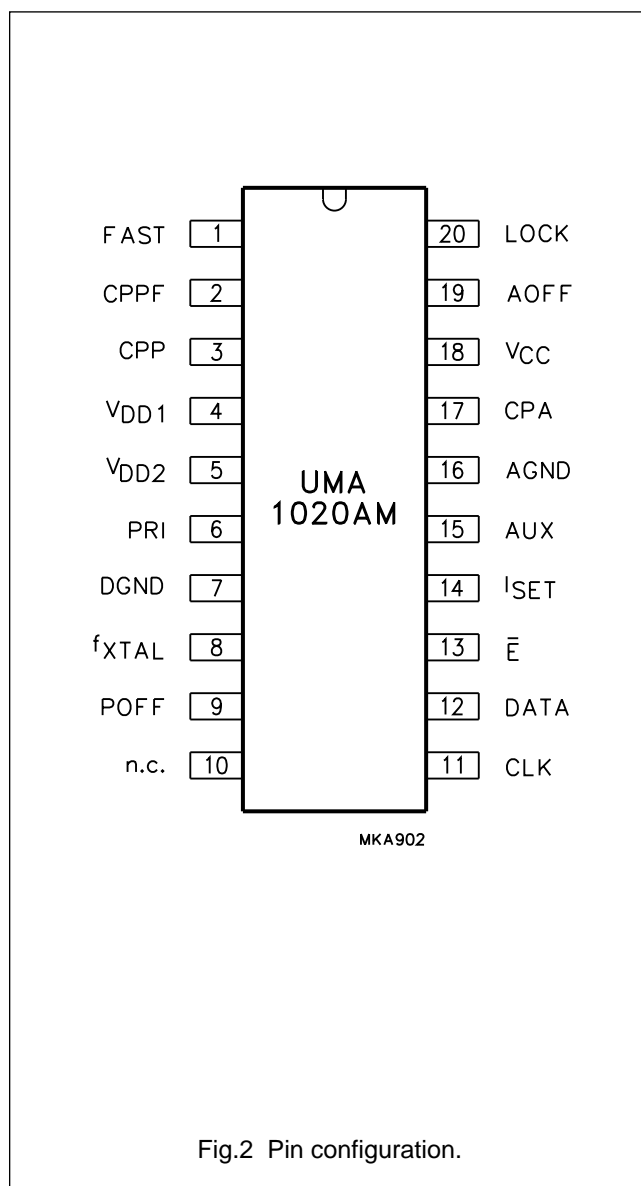 FAST 1 20 LOCK
CPPF 2 19 AOFF
CPP 3 18 VCC
VDD1 4 17 CPA
VDD2 5 16 AGND
UMA
1020AM
PRI 6 15 AUX
DGND 7 14 ISET
fXTAL 8 13 E̅
POFF 9 12 DATA
n.c. 10 11 CLK
MKA902
Fig.2 Pin configuration.